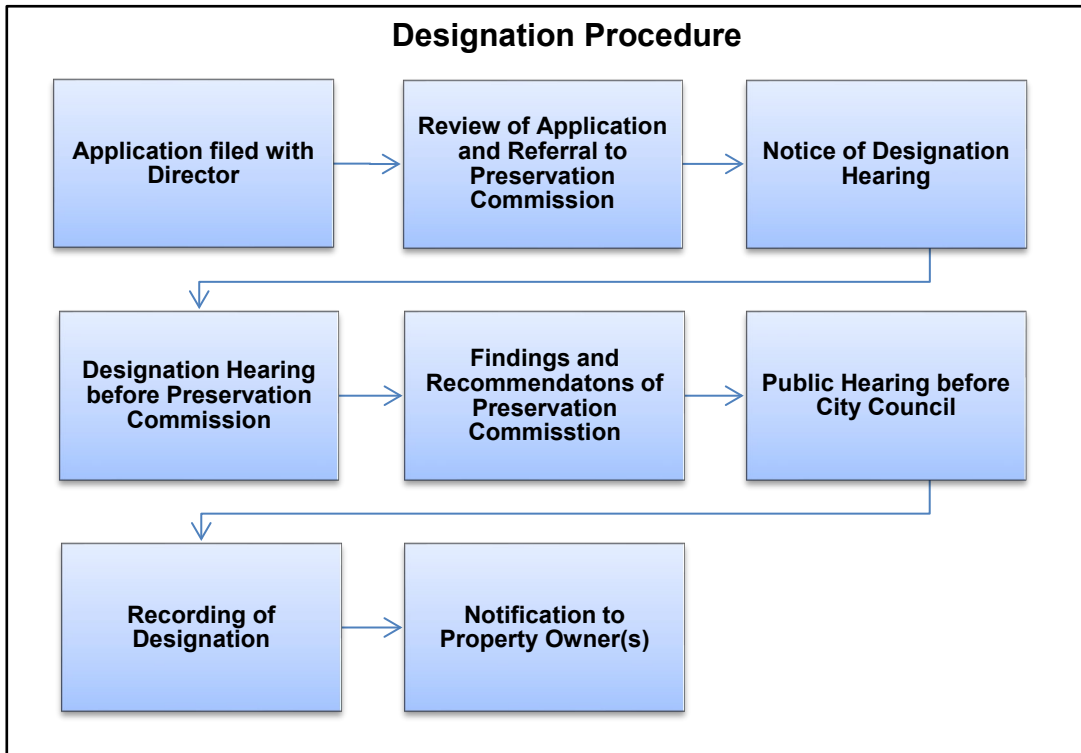 Designation Procedure
Application filed with
Director
Review of Application
and Referral to
Preservation
Commission
Notice of Designation
Hearing
Designation Hearing
before Preservation
Commission
Findings and
Recommendatons of
Preservation
Commisstion
Public Hearing before
City Council
Recording of
Designation
Notification to
Property Owner(s)